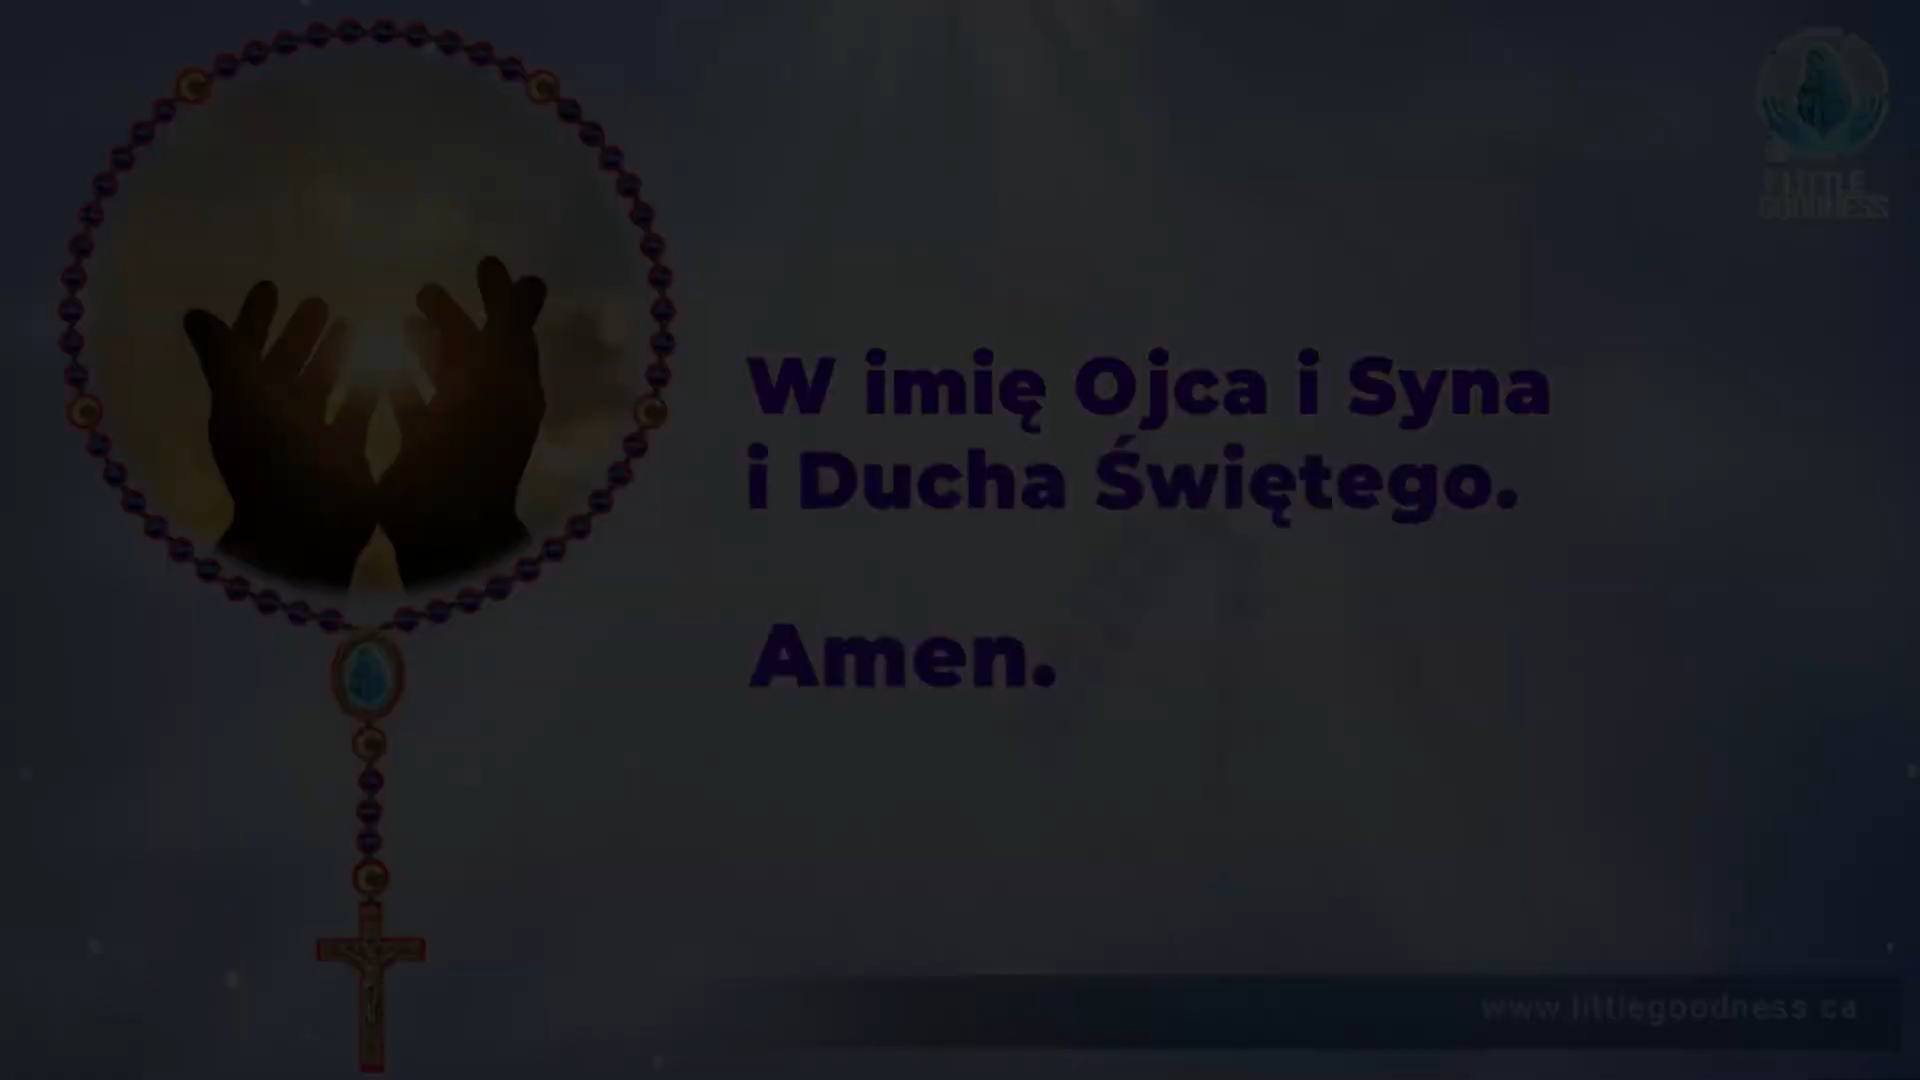 LITTLE
GOODNESS
W imię Ojca i Syna
i Ducha Świętego.
Amen.
www.littlegoodness.ca